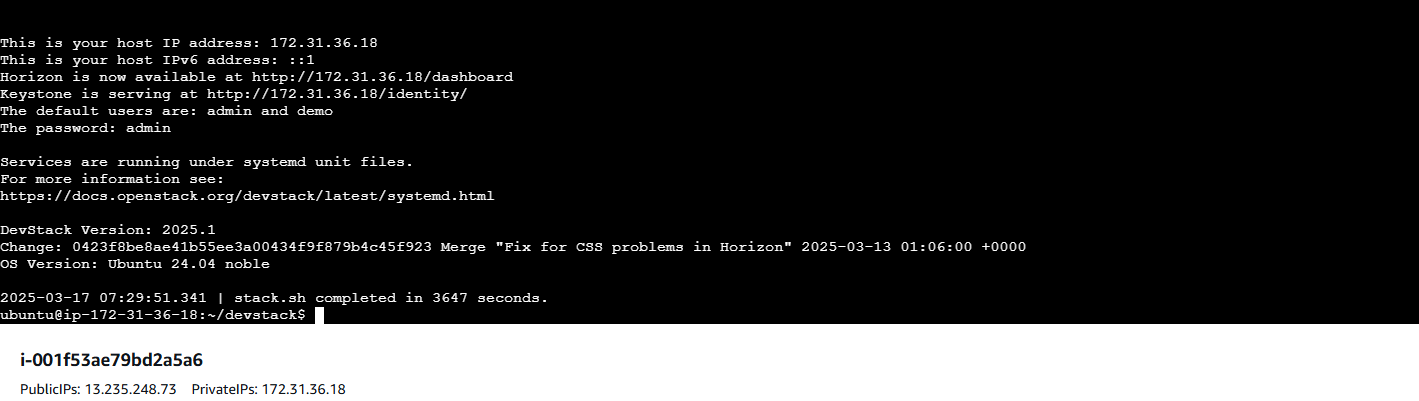 This is your host IP address: 172.31.36.18
This is your host IPv6 address: ::1
Horizon is now available at http://172.31.36.18/dashboard
Keystone is serving at http://172.31.36.18/identity/
The default users are: admin and demo
The password: admin
Services are running under systemd unit files.
For more information see:
https://docs.openstack.org/devstack/latest/systemd.html
DevStack Version: 2025.1
Change: 0423f8be8ae41b55ee3a00434f9f879b4c45f923 Merge "Fix for CSS problems in Horizon" 2025-03-13 01:06:00 +0000
OS Version: Ubuntu 24.04 noble
2025-03-17 07:29:51.341 | stack.sh completed in 3647 seconds.
ubuntu@ip-172-31-36-18:~/devstack$
i-001f53ae79bd2a5a6
PublicIPs: 13.235.248.73 PrivateIPs: 172.31.36.18